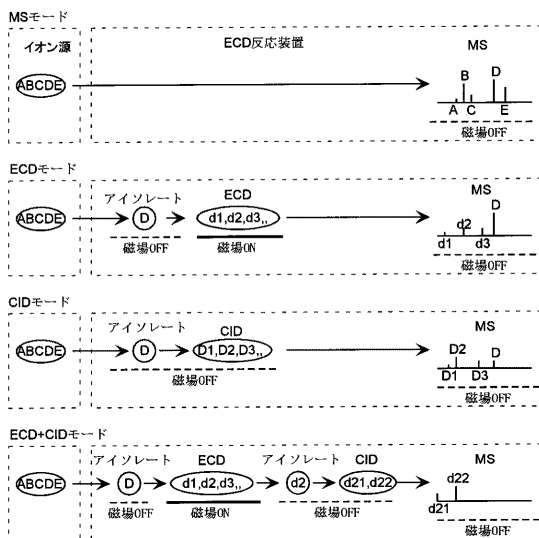 MSモード
イオン源
ECD反応装置
MS
ABCDE
B
D
A
C
E
磁場OFF
ECDモード
アイソレート
ECD
MS
ABCDE
D
d1,d2,d3,,
D
d2
d1
d3
磁場OFF
磁場ON
磁場OFF
CIDモード
アイソレート
CID
MS
ABCDE
D
D1,D2,D3,,
D2
D
D1
D3
磁場OFF
磁場OFF
ECD+CIDモード
アイソレート
ECD
アイソレート
CID
MS
ABCDE
D
d1,d2,d3,,
d2
d21,d22
d22
d21
磁場OFF
磁場ON
磁場OFF
磁場OFF